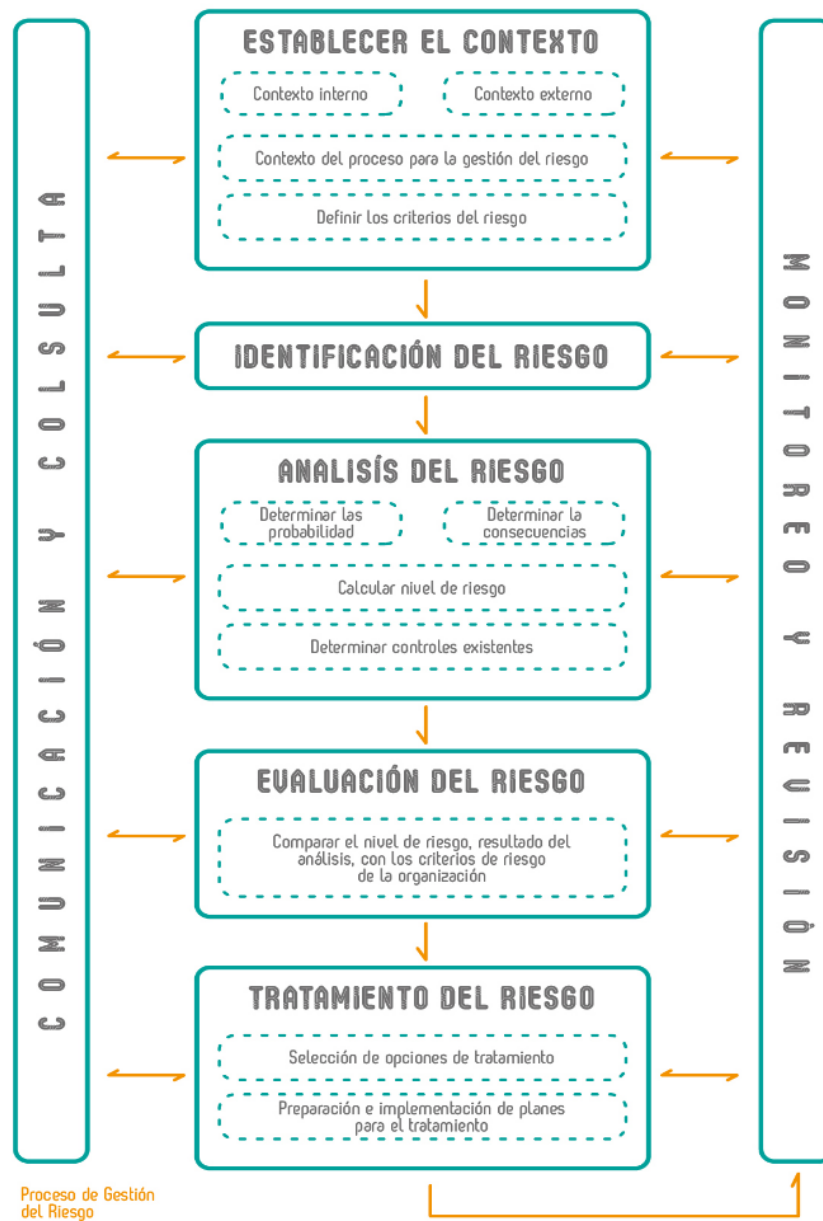 ESTABLECER EL CONTEXTO
Contexto interno
Contexto externo
Contexto del proceso para la gestión del riesgo
Definir los criterios del riesgo
IDENTIFICACIÓN DEL RIESGO
ANALISÍS DEL RIESGO
Determinar las
probabilidad
Determinar la
consecuencias
Calcular nivel de riesgo
Determinar controles existentes
EVALUACIÓN DEL RIESGO
Comparar el nivel de riesgo, resultado del
análisis, con los criterios de riesgo
de la organización
TRATAMIENTO DEL RIESGO
Selección de opciones de tratamiento
Preparación e implementación de planes
para el tratamiento
COMUNICACIÓN Y COLSULTA
MONITOREO Y REVISIÓN
Proceso de Gestión
del Riesgo